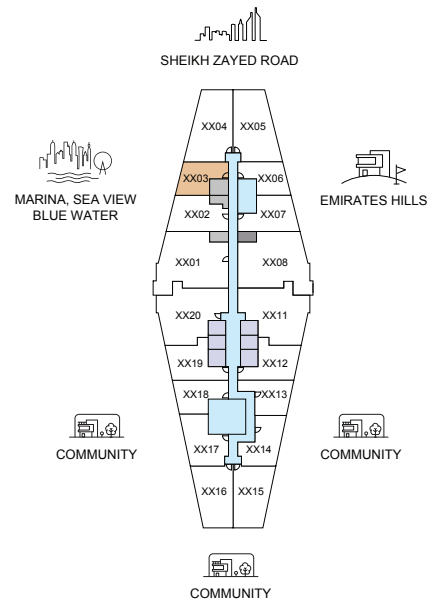 SHEIKH ZAYED ROAD
XX04 XX05
XX03 XX06
MARINA, SEA VIEW
BLUE WATER
EMIRATES HILLS
XX02 XX07
XX01 XX08
XX20 XX11
XX19 XX12
XX18 XX13
COMMUNITY
XX17 XX14
COMMUNITY
XX16 XX15
COMMUNITY